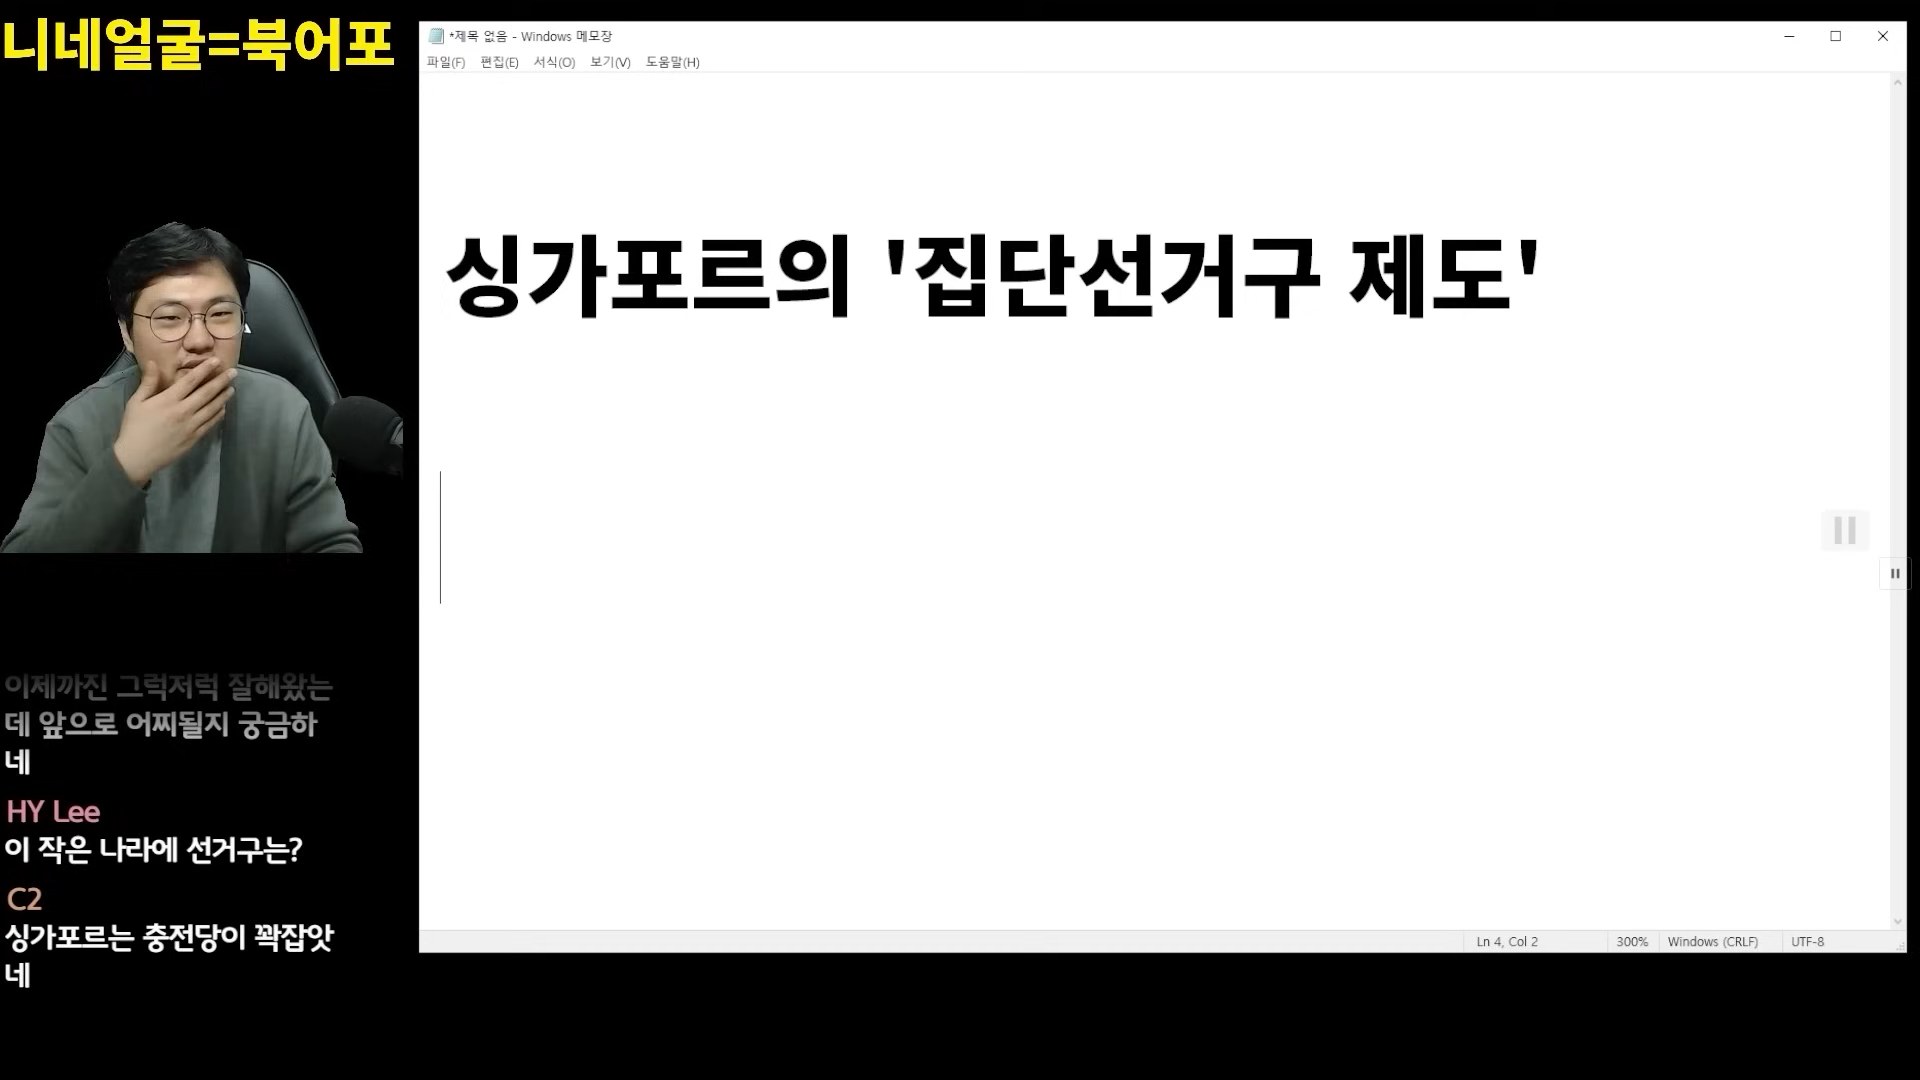 니네얼굴=북어포
*제목 없음 - Windows 메모장
파일(F) 편집(E) 서식(O) 보기(V) 도움말(H)
싱가포르의 '집단선거구 제도'
이제까진 그럭저럭 잘해왔는
데 앞으로 어찌될지 궁금하
네
HY Lee
이 작은 나라에 선거구는?
C2
싱가포르는 충전당이 꽉잡앗
네
Ln 4, Col 2 300% Windows (CRLF) UTF-8